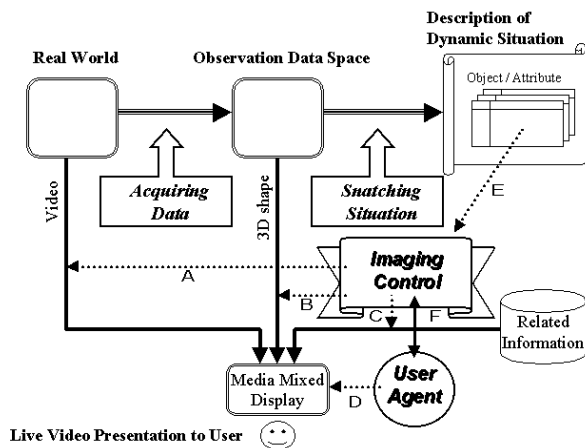 Description of
Dynamic Situation
Real World
Observation Data Space
Object / Attribute
Acquiring
Data
Snatching
Situation
E
Video
3D shape
A
Imaging
Control
B
C
F
Related
Information
Media Mixed
Display
D
User
Agent
Live Video Presentation to User